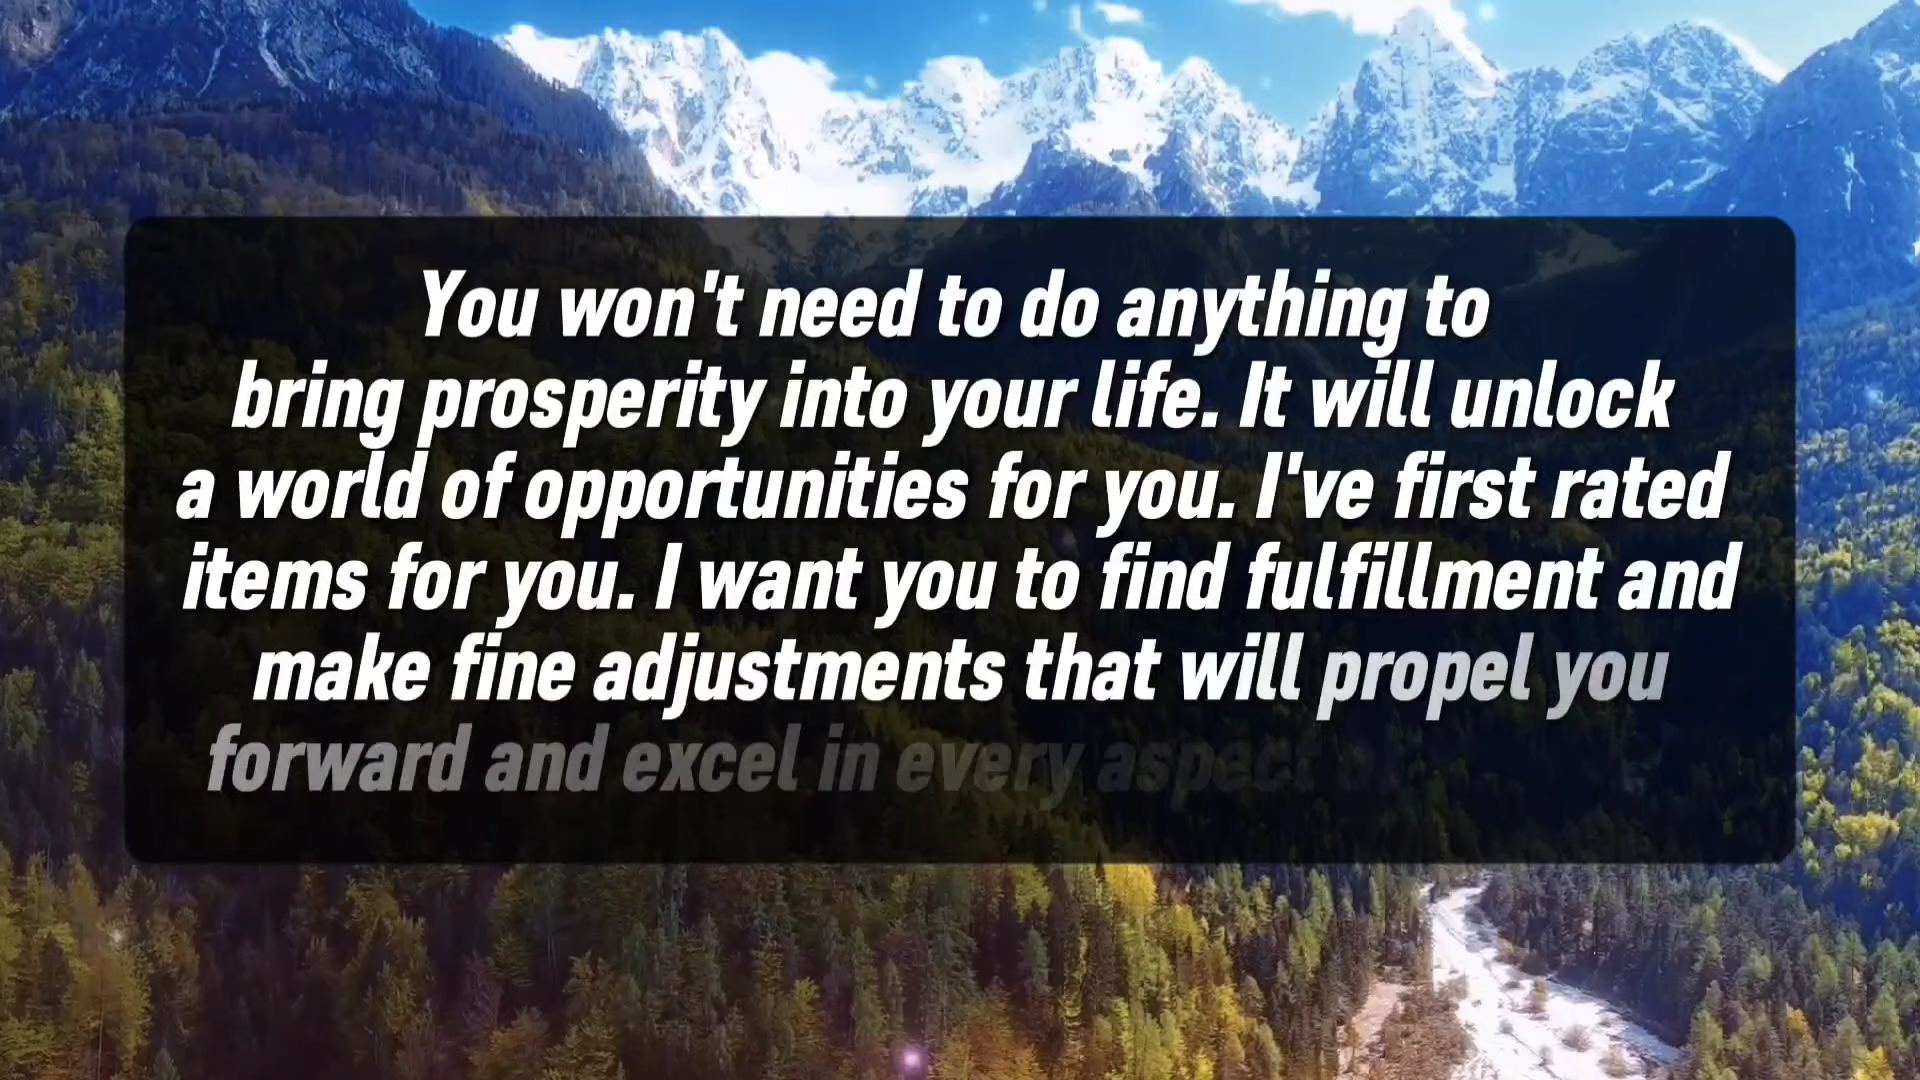 You won't need to do anything to
bring prosperity into your life. It will unlock
a world of opportunities for you. I've first rated
items for you. I want you to find fulfillment and
make fine adjustments that will propel you
forward and excel in every aspect